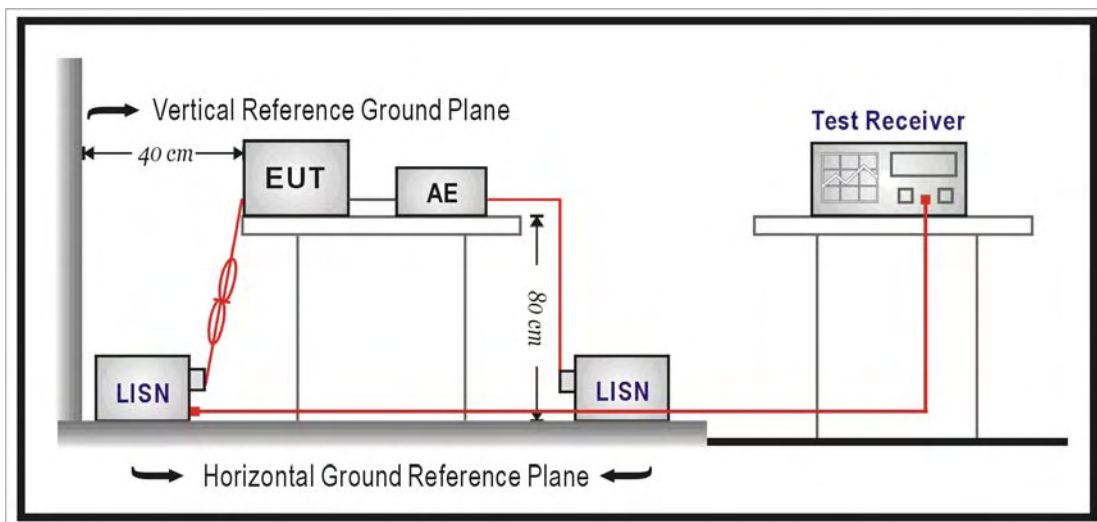 Vertical Reference Ground Plane
Test Receiver
40 cm
EUT
AE
80 cm
LISN
LISN
Horizontal Ground Reference Plane